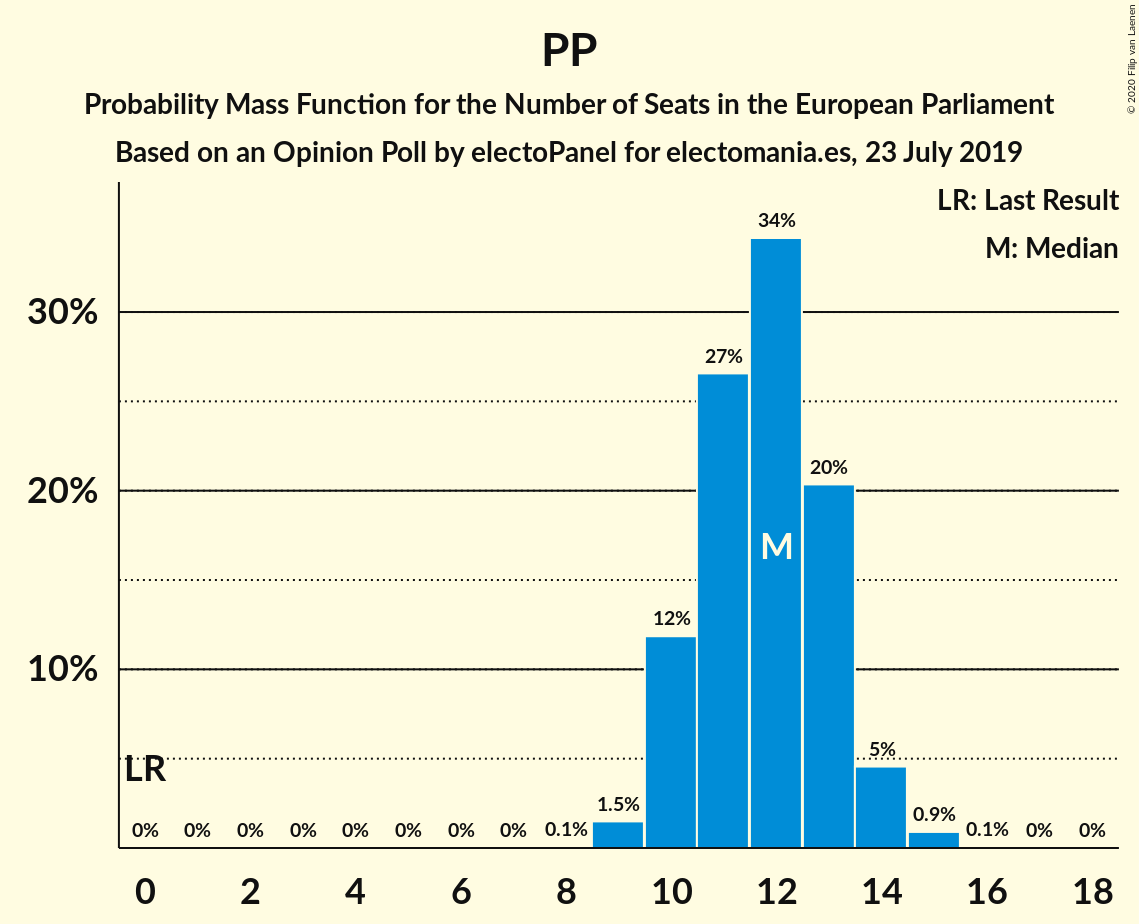 PP
Probability Mass Function for the Number of Seats in the European Parliament
Based on an Opinion Poll by electoPanel for electomania.es, 23 July 2019
© 2020 Filip van Laenen
LR: Last Result
M: Median
34%
30%
27%
20%
20%
M
12%
10%
LR
5%
1.5%
0.9%
0% 0% 0% 0% 0% 0% 0% 0% 0.1% 0.1% 0% 0%
0 2 4 6 8 10 12 14 16 18